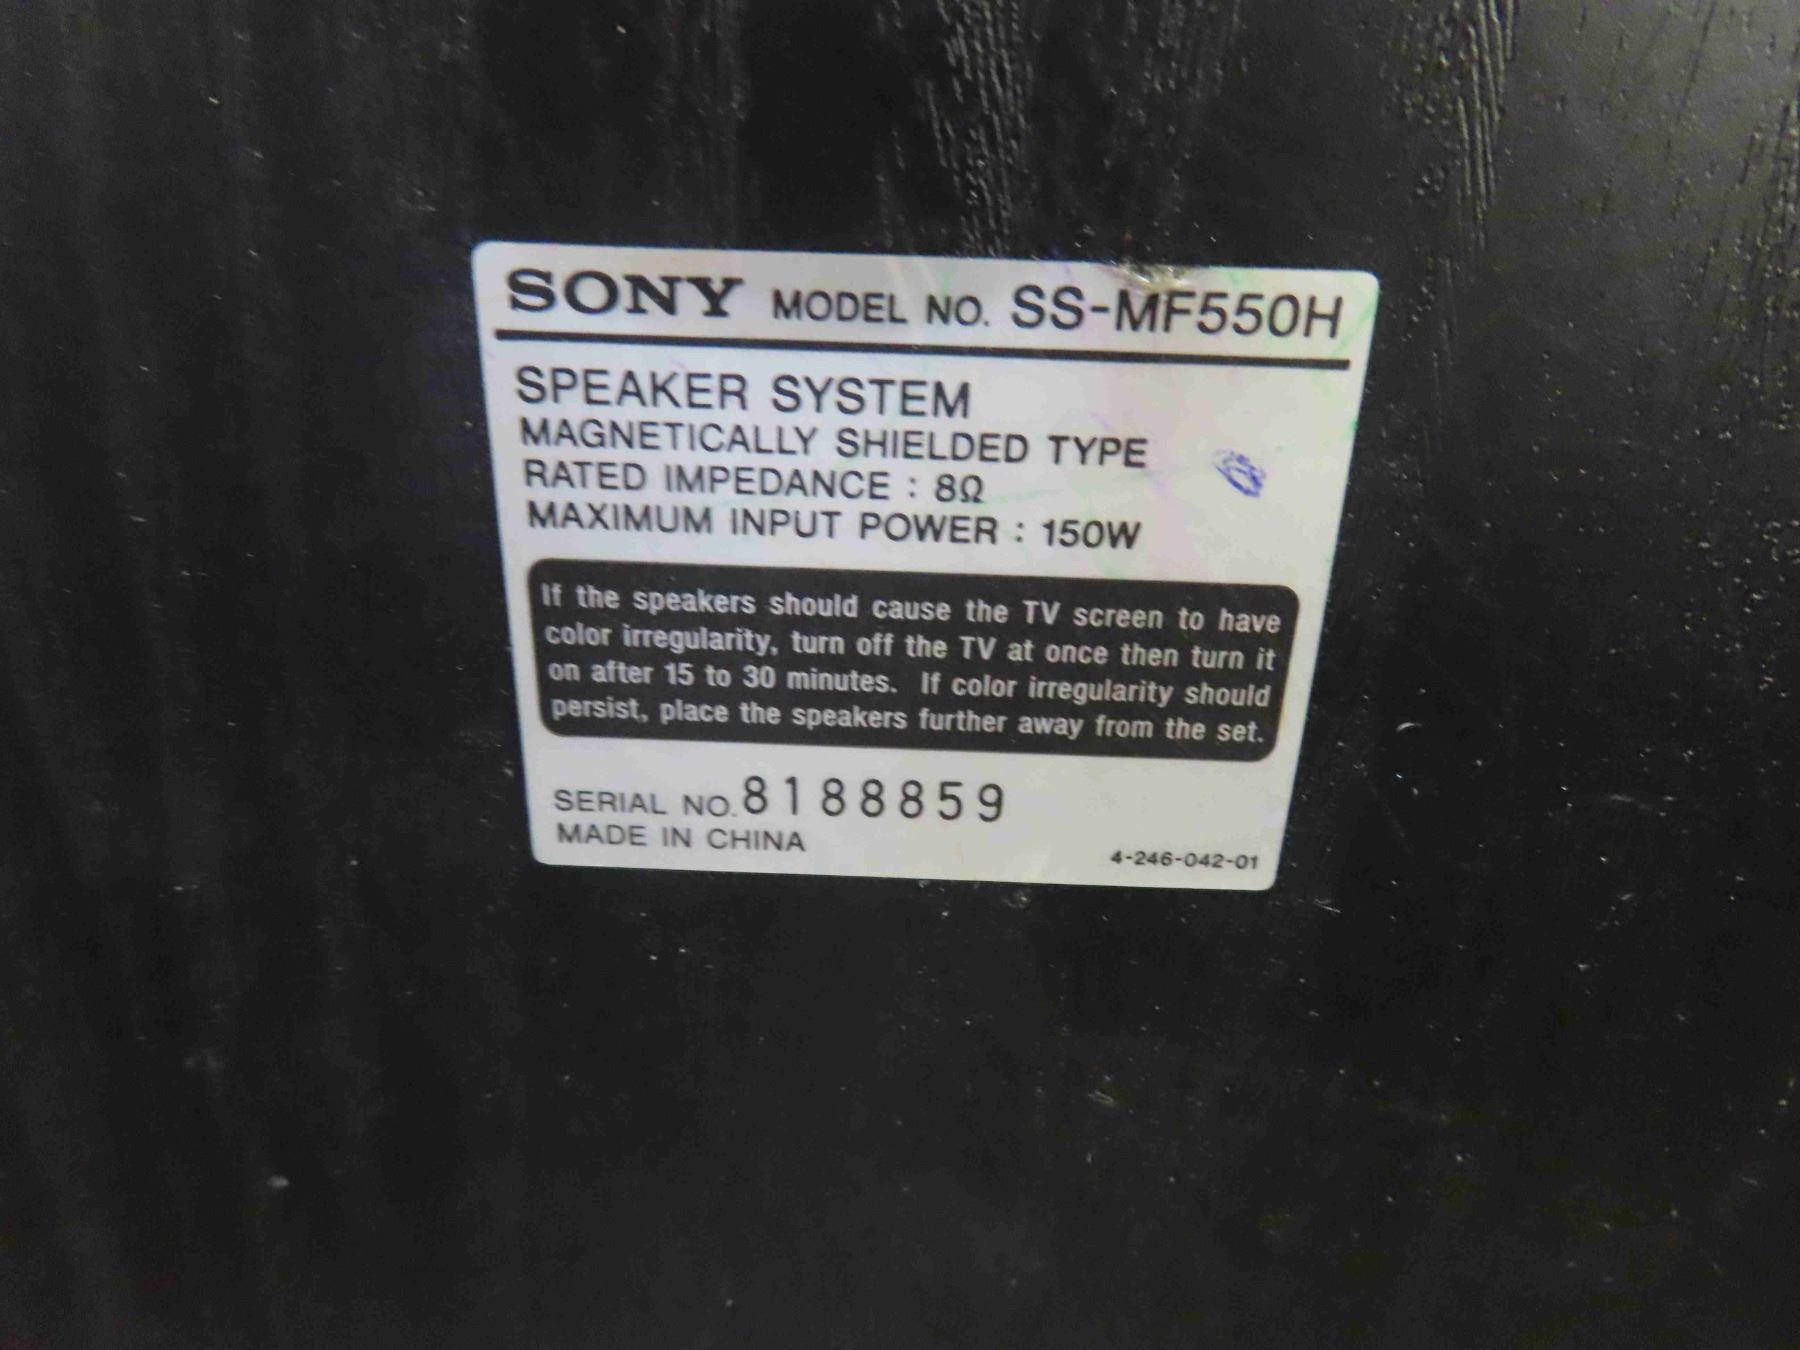 SONY MODEL NO. SS-MF550H
SPEAKER SYSTEM
MAGNETICALLY SHIELDED TYPE
RATED IMPEDANCE : 8Ω
MAXIMUM INPUT POWER : 150W
If the speakers should cause the TV screen to have
color irregularity, turn off the TV at once then turn it
on after 15 to 30 minutes. If color irregularity should
persist, place the speakers further away from the set.
SERIAL NO. 8188859
MADE IN CHINA
4-246-042-01